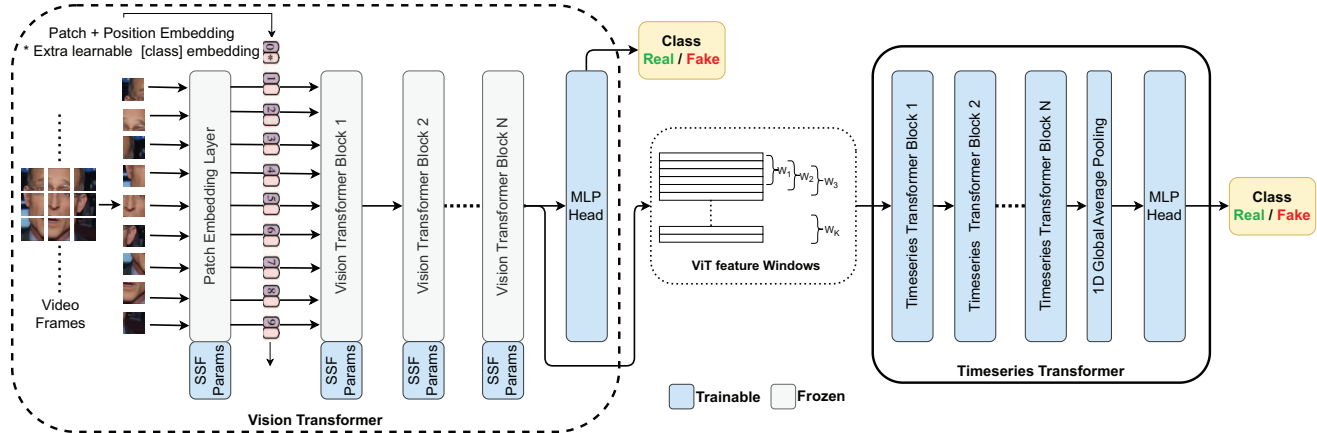 Patch + Position Embedding
* Extra learnable [class] embedding
0 *
1
2
3
4
5
6
7
8
9
Video
Frames
Patch Embedding Layer
SSF
Params
Vision Transformer Block 1
SSF
Params
Vision Transformer Block 2
SSF
Params
Vision Transformer Block N
SSF
Params
MLP
Head
Vision Transformer
Class
Real / Fake
W1
W2
W3
WK
ViT feature Windows
Trainable
Frozen
Timeseries Transformer Block 1
Timeseries Transformer Block 2
Timeseries Transformer Block N
1D Global Average Pooling
MLP
Head
Timeseries Transformer
Class
Real / Fake